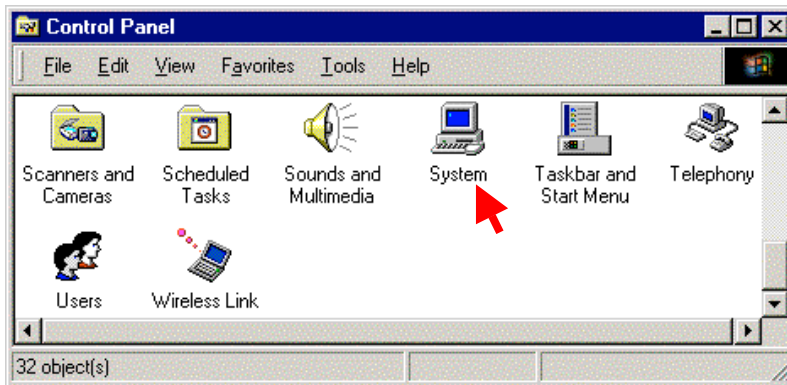 Control Panel
File Edit View Favorites Tools Help
Scanners and Cameras
Scheduled Tasks
Sounds and Multimedia
System
Taskbar and Start Menu
Telephony
Users
Wireless Link
32 object(s)